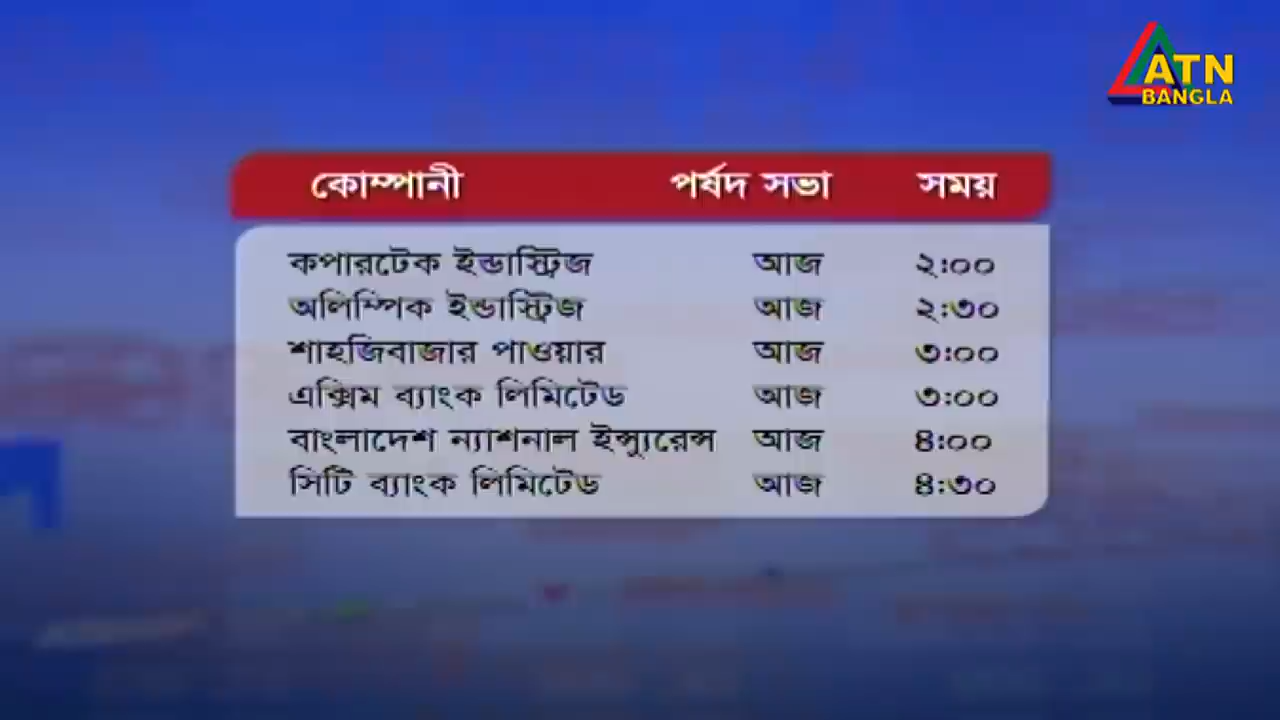 ATN
BANGLA
কোম্পানী পর্ষদ সভা সময়
কপারটেক ইন্ডাস্ট্রিজ আজ ২:০০
অলিম্পিক ইন্ডাস্ট্রিজ আজ ২:৩০
শাহজিবাজার পাওয়ার আজ ৩:০০
এক্সিম ব্যাংক লিমিটেড আজ ৩:০০
বাংলাদেশ ন্যাশনাল ইন্স্যুরেন্স আজ ৪:০০
সিটি ব্যাংক লিমিটেড আজ ৪:৩০